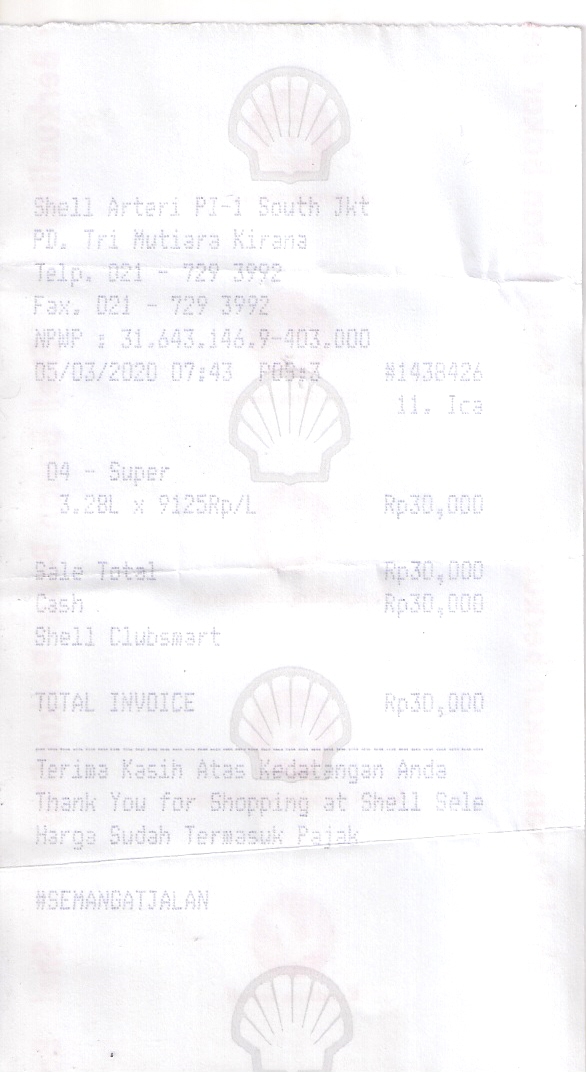 Shell Arteri PI-1 South Jkt
PD. Tri Mutiara Kirana
Telp. 021 - 729 3992
Fax. 021 - 729 3992
NPWP : 31.643.146.9-403.000
05/03/2020 07:43 POS:3 #1438426
11. Ica
04 - Super
3.28L x 9125Rp/L Rp30,000
Sale Total Rp30,000
Cash Rp30,000
Shell Clubsmart
TOTAL INVOICE Rp30,000
Terima Kasih Atas Kedatangan Anda
Thank You for Shopping at Shell Sele
Harga Sudah Termasuk Pajak
#SEMANGATJALAN